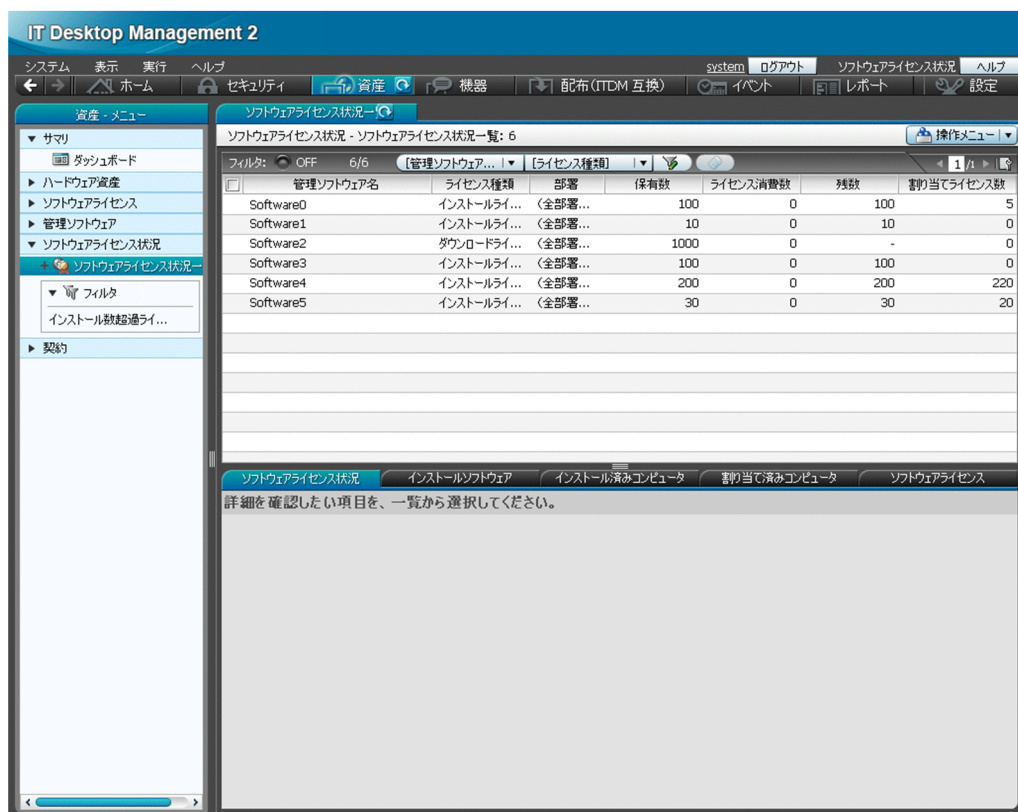 IT Desktop Management 2
システム 表示 実行 ヘルプ system ログアウト ソフトウェアライセンス状況 ヘルプ
ホーム セキュリティ 資産 機器 配布(ITDM 互換) イベント レポート 設定
資産 - メニュー
▼ サマリ
ダッシュボード
▶ ハードウェア資産
▶ ソフトウェアライセンス
▶ 管理ソフトウェア
▼ ソフトウェアライセンス状況
+ ソフトウェアライセンス状況一
▼ フィルタ
インストール数超過ライ...
▶ 契約
ソフトウェアライセンス状況一
ソフトウェアライセンス状況 - ソフトウェアライセンス状況一覧: 6 操作メニュー
フィルタ: OFF 6/6 [管理ソフトウェア... [ライセンス種類] 1 /1
管理ソフトウェア名 ライセンス種類 部署 保有数 ライセンス消費数 残数 割り当てライセンス数
Software0 インストールライ... (全部署... 100 0 100 5
Software1 インストールライ... (全部署... 10 0 10 0
Software2 ダウンロードライ... (全部署... 1000 0 - 0
Software3 インストールライ... (全部署... 100 0 100 0
Software4 インストールライ... (全部署... 200 0 200 220
Software5 インストールライ... (全部署... 30 0 30 20
ソフトウェアライセンス状況 インストールソフトウェア インストール済みコンピュータ 割り当て済みコンピュータ ソフトウェアライセンス
詳細を確認したい項目を、一覧から選択してください。